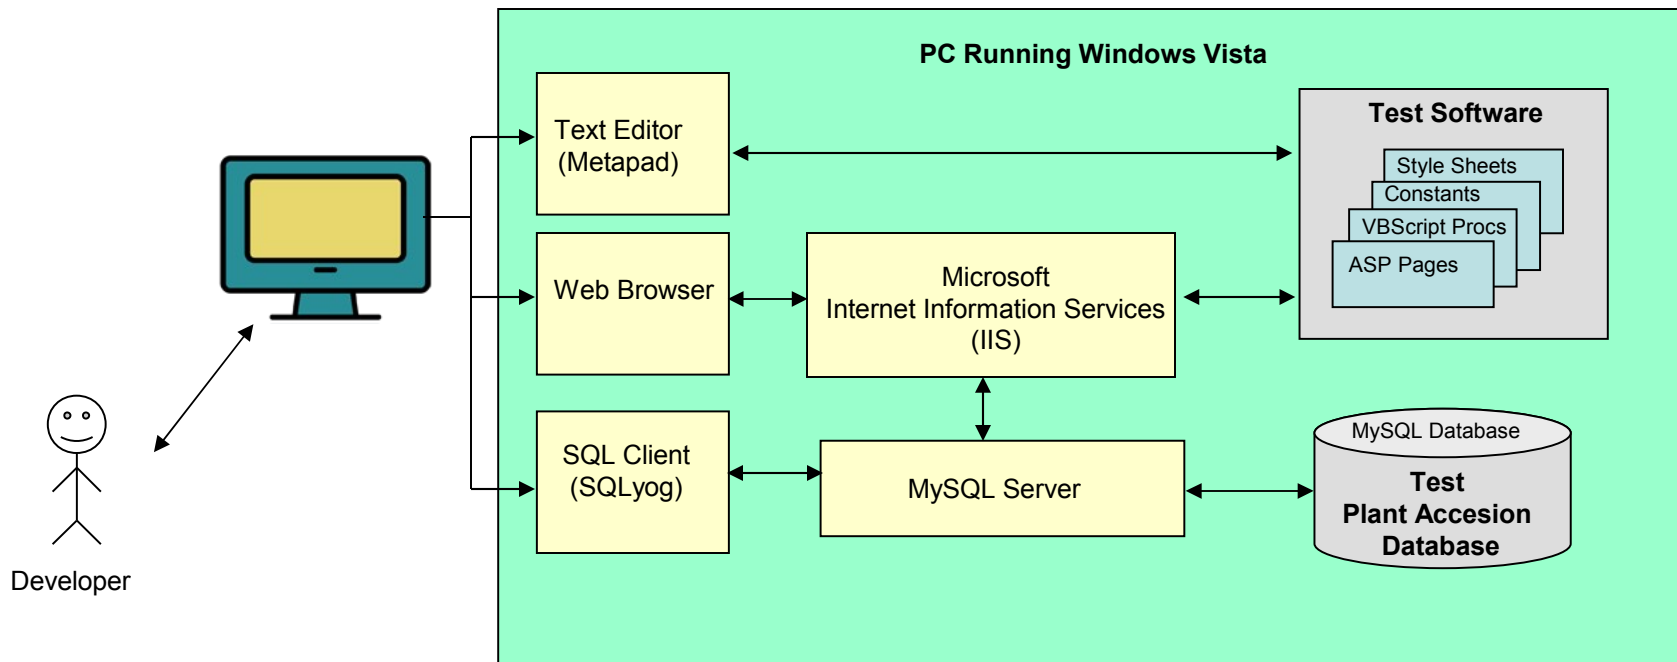 PC Running Windows Vista
Text Editor
(Metapad)
Test Software
Style Sheets
Constants
VBScript Procs
ASP Pages
Web Browser
Microsoft
Internet Information Services
(IIS)
SQL Client
(SQLyog)
MySQL Server
MySQL Database
Test
Plant Accesion
Database
Developer